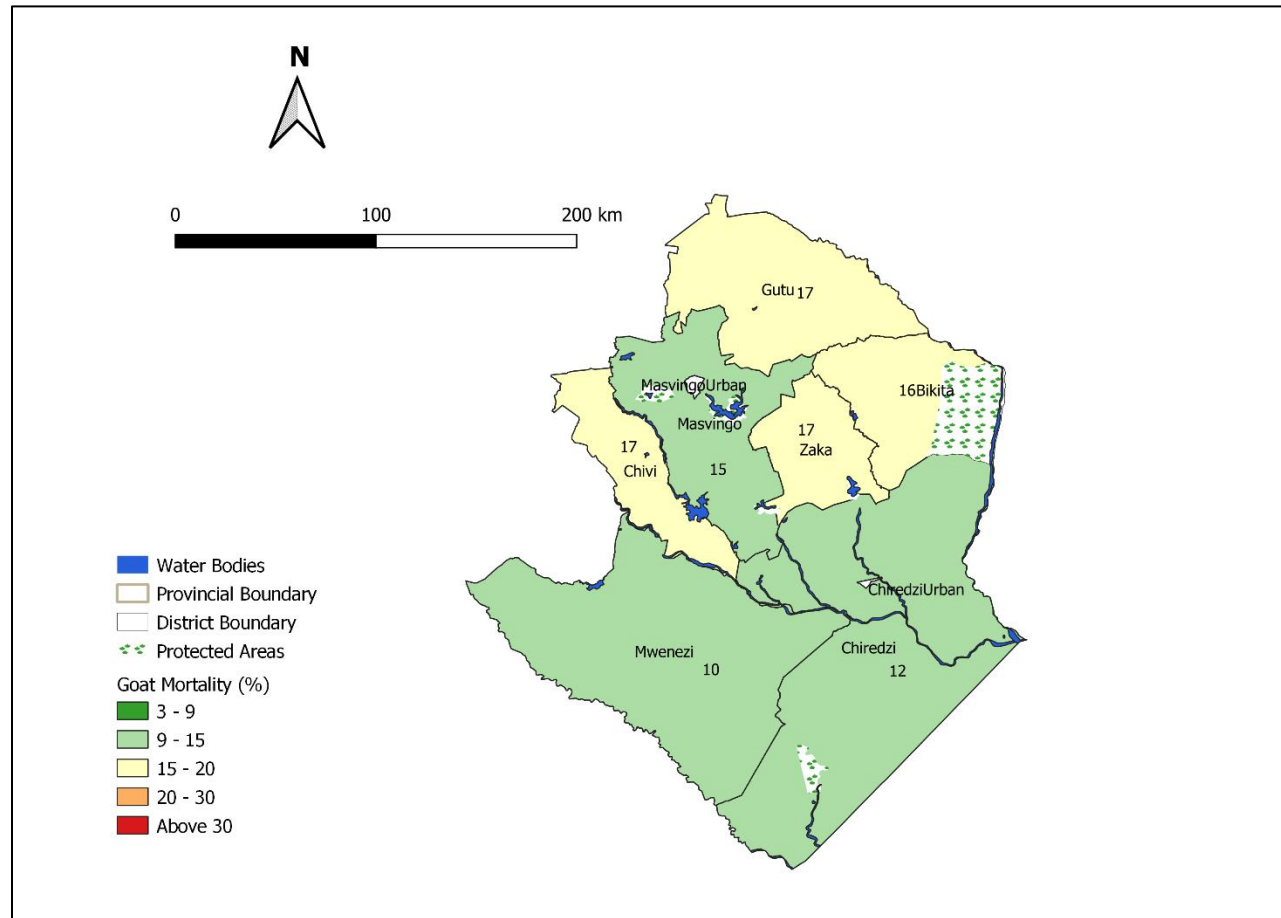 N
0 100 200 km
Gutu 17
MasvingoUrban
16Bikita
Masvingo
17
Zaka
17
Chivi
15
ChiredziUrban
Mwenezi
10
Chiredzi
12
Water Bodies
Provincial Boundary
District Boundary
Protected Areas
Goat Mortality (%)
3 - 9
9 - 15
15 - 20
20 - 30
Above 30